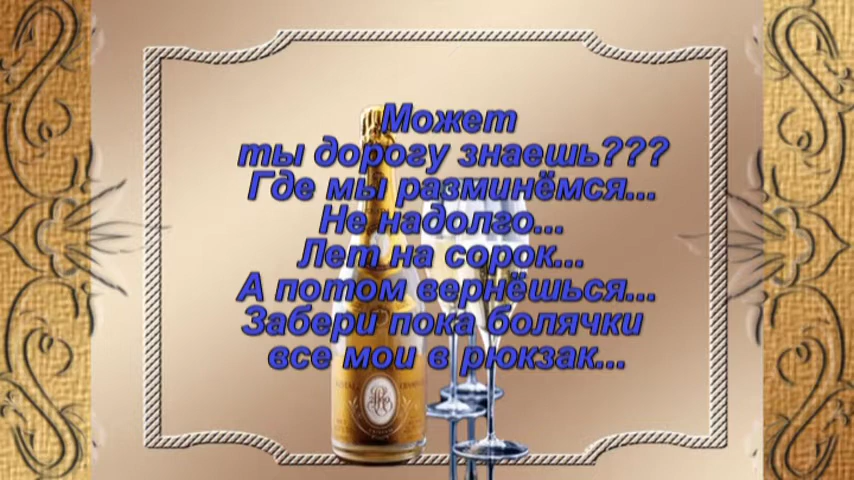 Может
ты дорогу знаешь???
Где мы разминёмся...
Не надолго...
Лет на сорок...
А потом вернёшься...
Забери пока болячки
все мои в рюкзак...